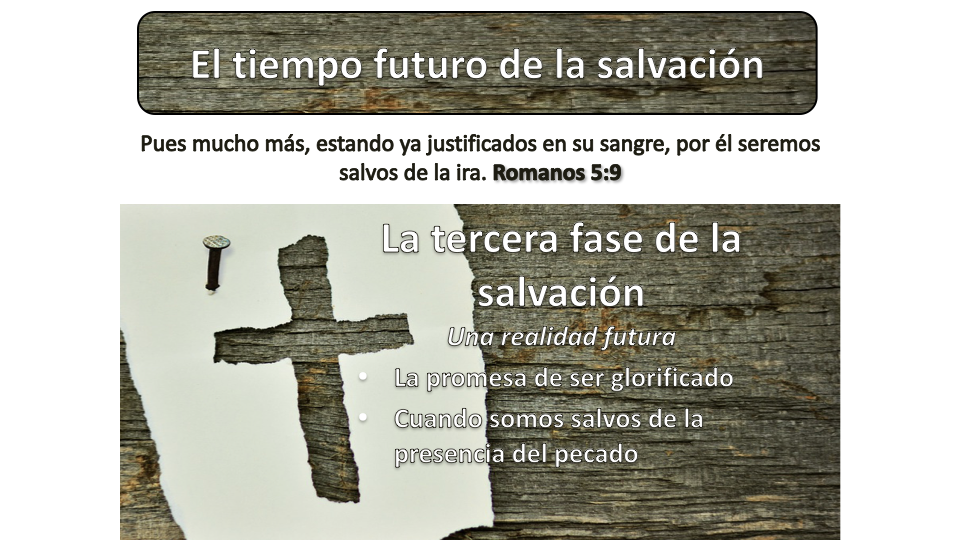 El tiempo futuro de la salvación
Pues mucho más, estando ya justificados en su sangre, por él seremos
salvos de la ira. Romanos 5:9
La tercera fase de la
salvación
Una realidad futura
• La promesa de ser glorificado
• Cuando somos salvos de la
presencia del pecado